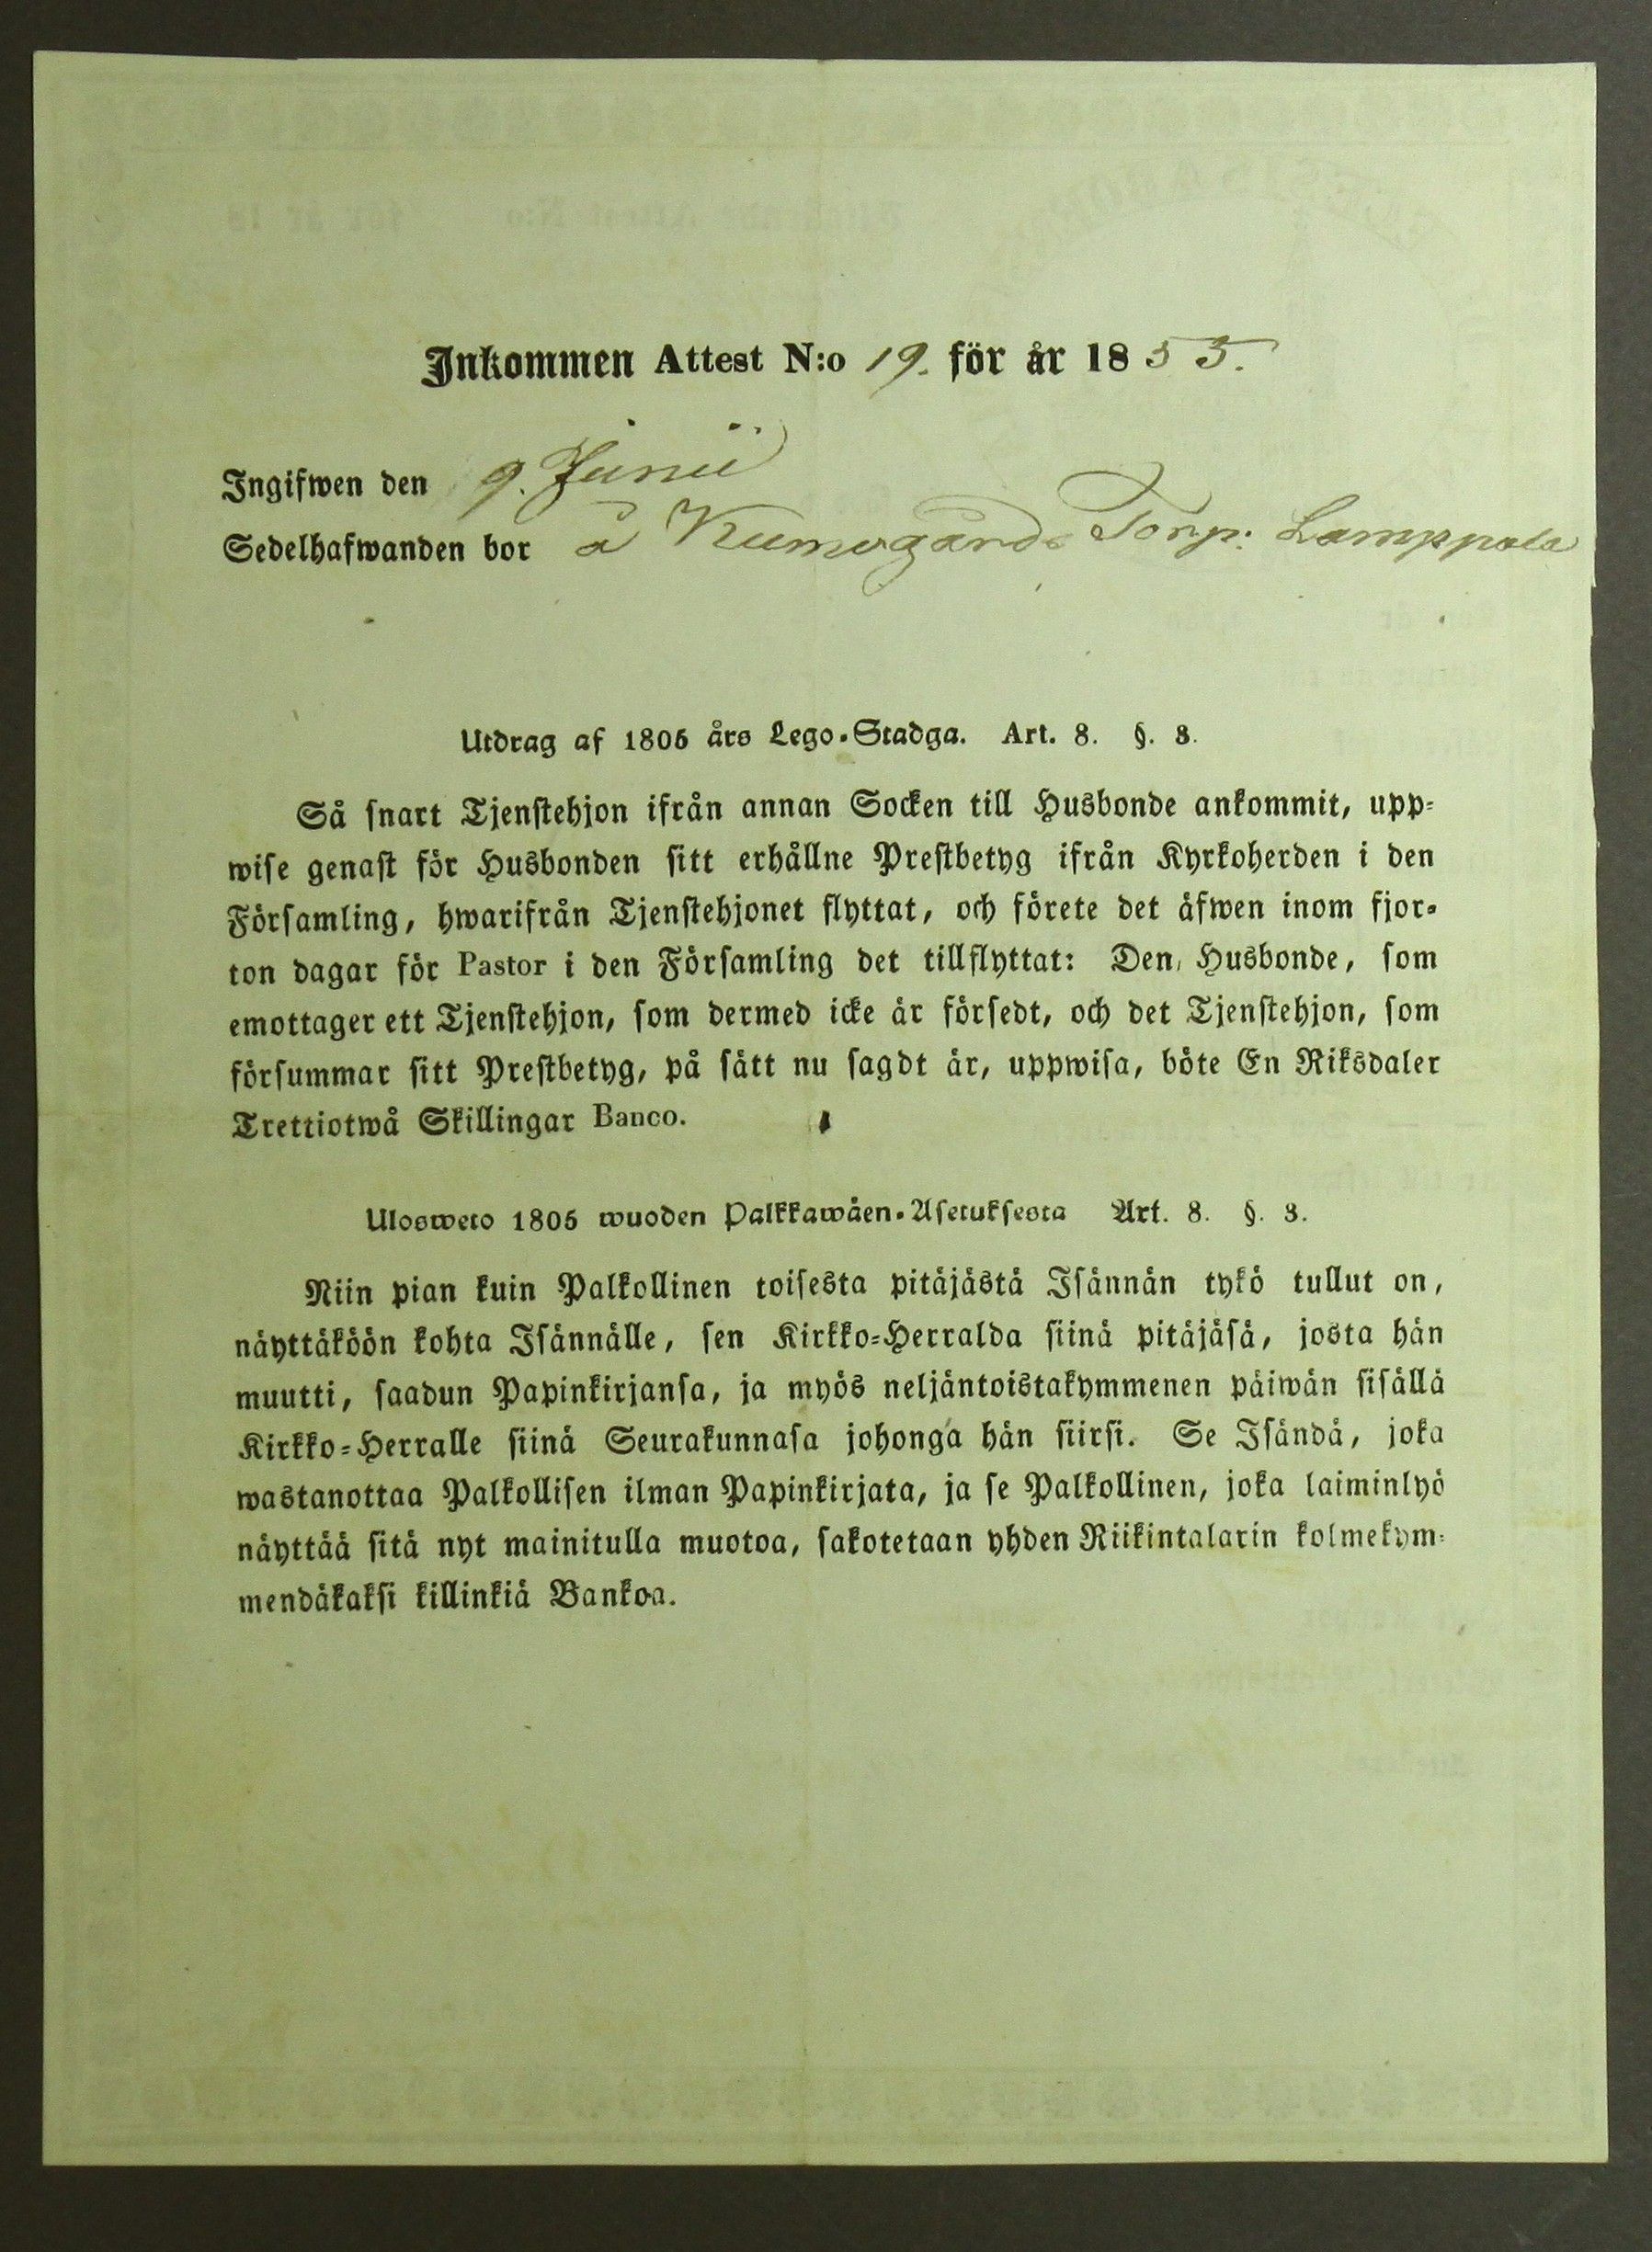 Inkommen Attest N:o 19. för år 1855.
Ingifwen den 9. Junii
Sedelhafwanden bor å Kumogårds Torp: Lamppala
Utdrag af 1805 års Lego-Stadga. Art. 8. §. 3.
Så snart Tjenstehjon ifrån annan Socken till Husbonde ankommit, upp-
wise genast för Husbonden sitt erhållne Prestbetyg ifrån Kyrkoherden i den
Församling, hwarifrån Tjenstehjonet flyttat, och förete det äfwen inom fjor-
ton dagar för Pastor i den Församling det tillflyttat: Den Husbonde, som
emottager ett Tjenstehjon, som dermed icke är försedt, och det Tjenstehjon, som
försummar sitt Prestbetyg, på sätt nu sagdt är, uppwisa, böte En Riksdaler
Trettiotwå Skillingar Banco.
Ulosweto 1805 wuoden Palkkawäen-Asetuksesta Art. 8. §. 3.
Niin pian kuin Palkollinen toisesta pitäjästä Isännän tykö tullut on,
näyttäköön kohta Isännälle, sen Kirkko-Herralda siinä pitäjäsä, josta hän
muutti, saadun Papinkirjansa, ja myös neljäntoistakymmenen päiwän sisällä
Kirkko-Herralle siinä Seurakunnasa johonga hän siirsi. Se Isändä, joka
wastanottaa Palkollisen ilman Papinkirjata, ja se Palkollinen, joka laiminlyö
näyttää sitä nyt mainitulla muotoa, sakotetaan yhden Riikintalarin kolmekym-
mendäkaksi killinkiä Bankoa.